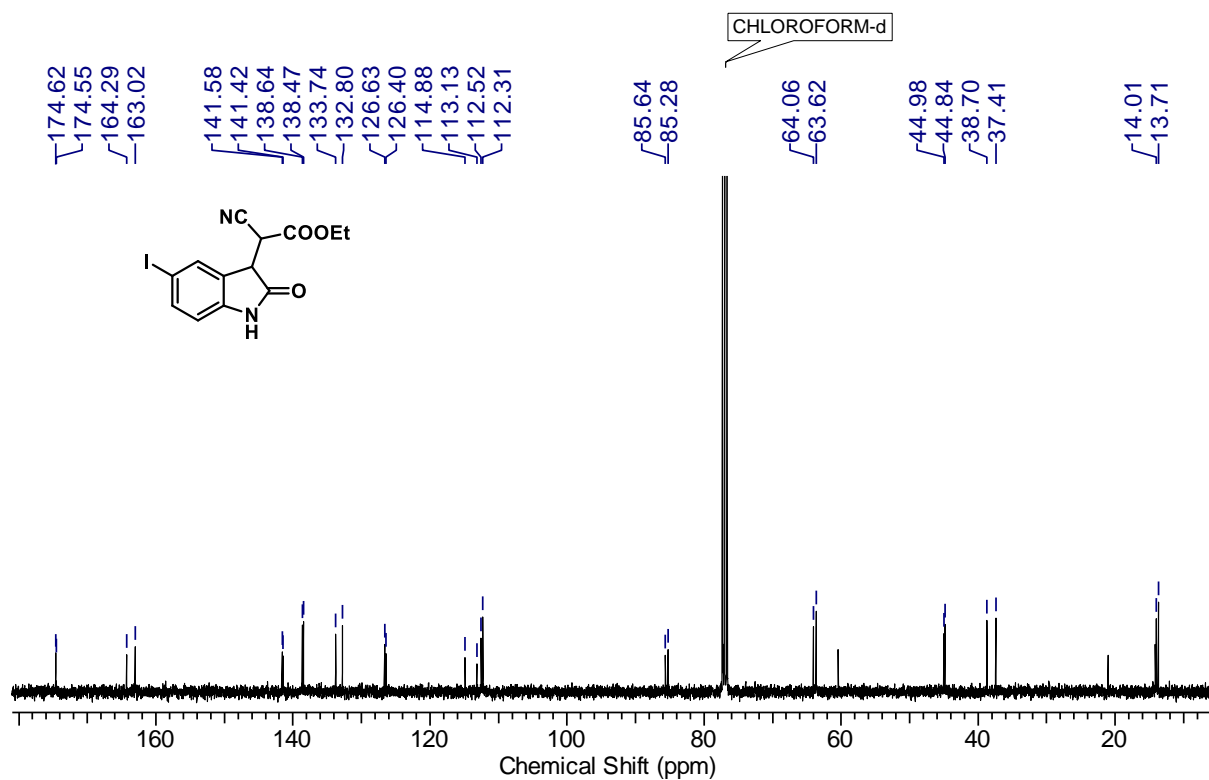 CHLOROFORM-d
174.62
174.55
164.29
163.02
141.58
141.42
138.64
138.47
133.74
132.80
126.63
126.40
114.88
113.13
112.52
112.31
85.64
85.28
64.06
63.62
44.98
44.84
38.70
37.41
14.01
13.71
NC
COOEt
I
O
N
H
160 140 120 100 80 60 40 20
Chemical Shift (ppm)